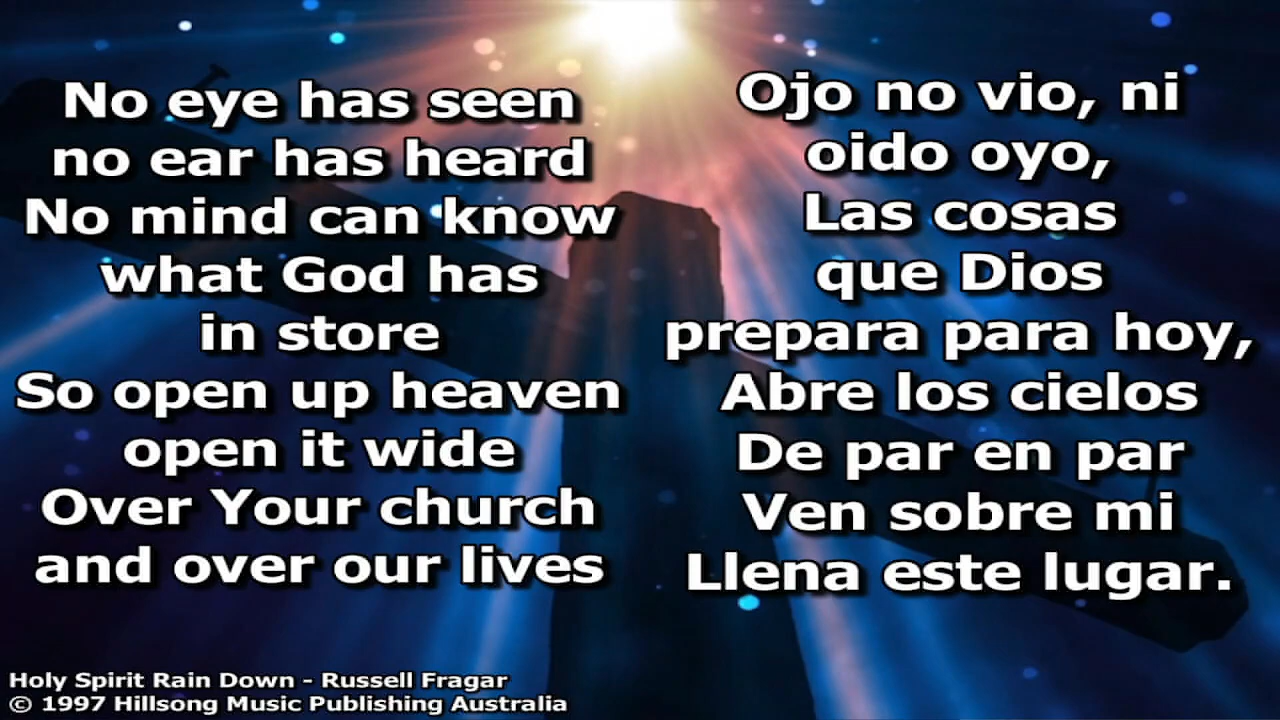 No eye has seen
no ear has heard
No mind can know
what God has
in store
So open up heaven
open it wide
Over Your church
and over our lives
Ojo no vio, ni
oido oyo,
Las cosas
que Dios
prepara para hoy,
Abre los cielos
De par en par
Ven sobre mi
Llena este lugar.
Holy Spirit Rain Down - Russell Fragar
© 1997 Hillsong Music Publishing Australia